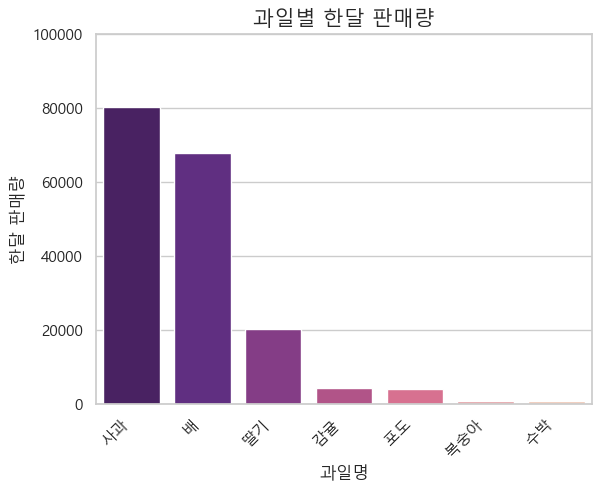 과일별 한달 판매량
100000
80000
60000
40000
20000
0
한달 판매량
사과
배
딸기
감귤
포도
복숭아
수박
과일명